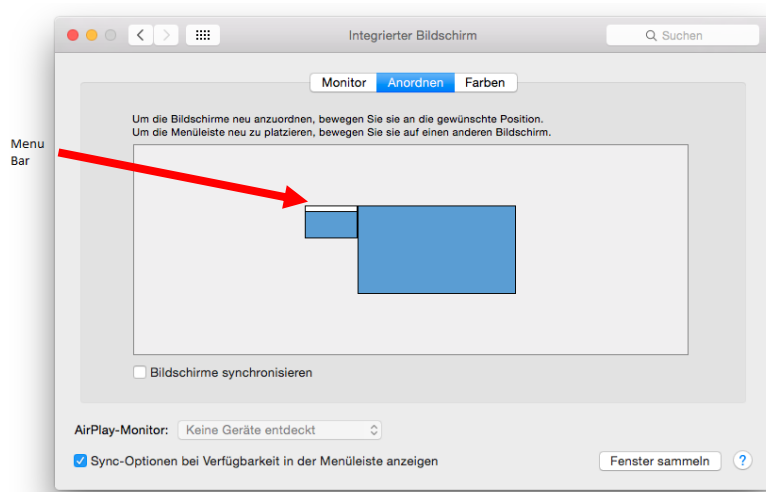 Integrierter Bildschirm
Suchen
Monitor Anordnen Farben
Um die Bildschirme neu anzuordnen, bewegen Sie sie an die gewünschte Position.
Um die Menüleiste neu zu platzieren, bewegen Sie sie auf einen anderen Bildschirm.
Menu
Bar
Bildschirme synchronisieren
AirPlay-Monitor: Keine Geräte entdeckt
Sync-Optionen bei Verfügbarkeit in der Menüleiste anzeigen
Fenster sammeln ?